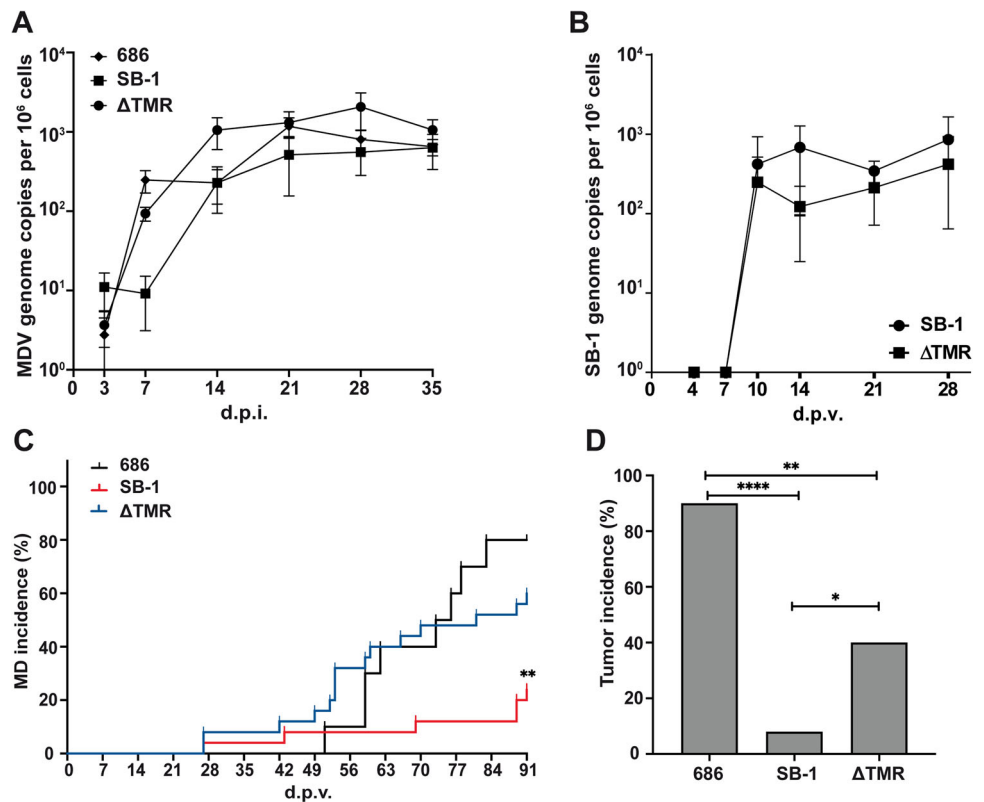 A
MDV genome copies per 10⁶ cells
10⁴
10³
10²
10¹
10⁰
686
SB-1
ΔTMR
0 3 7 14 21 28 35
d.p.i.
B
SB-1 genome copies per 10⁶ cells
10⁴
10³
10²
10¹
10⁰
SB-1
ΔTMR
0 4 7 10 14 21 28
d.p.v.
C
MD incidence (%)
100
80
60
40
20
0
686
SB-1
ΔTMR
**
0 7 14 21 28 35 42 49 56 63 70 77 84 91
d.p.v.
D
Tumor incidence (%)
100
80
60
40
20
0
**
****
*
686 SB-1 ΔTMR